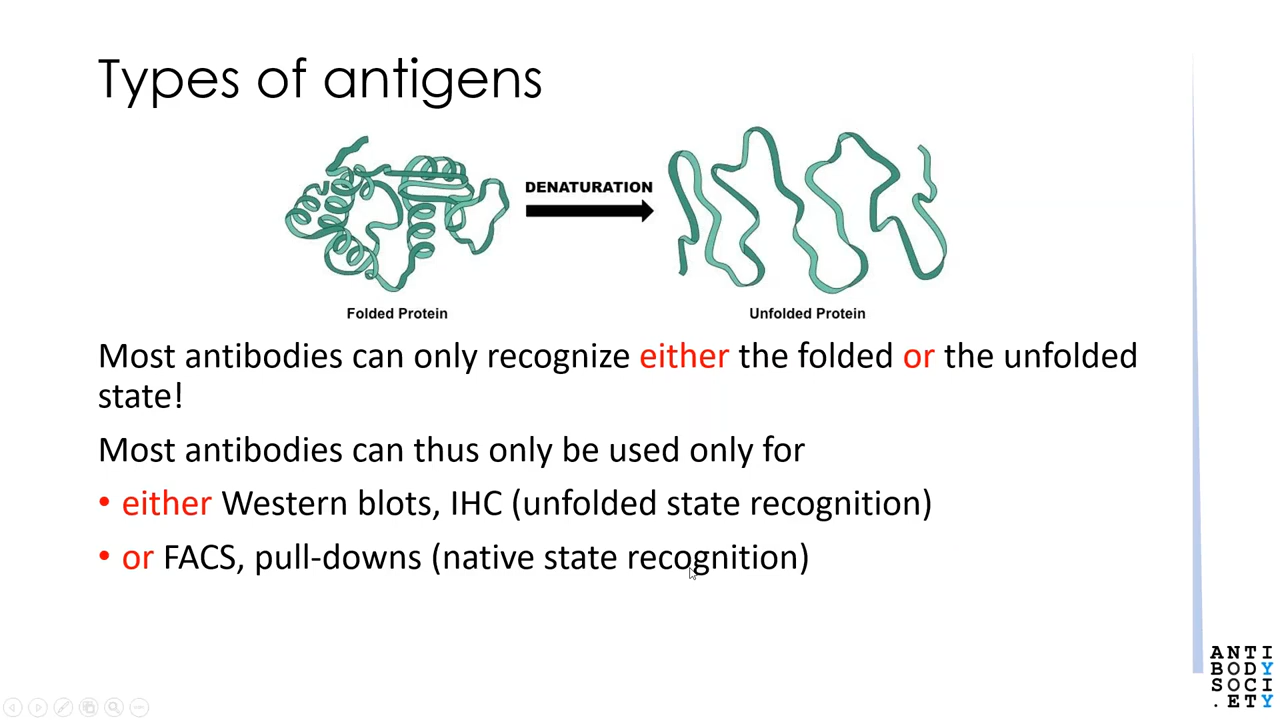 Types of antigens
DENATURATION
Folded Protein
Unfolded Protein
Most antibodies can only recognize either the folded or the unfolded
state!
Most antibodies can thus only be used only for
• either Western blots, IHC (unfolded state recognition)
• or FACS, pull-downs (native state recognition)
ANTI
BODY
SOCI
.ETY